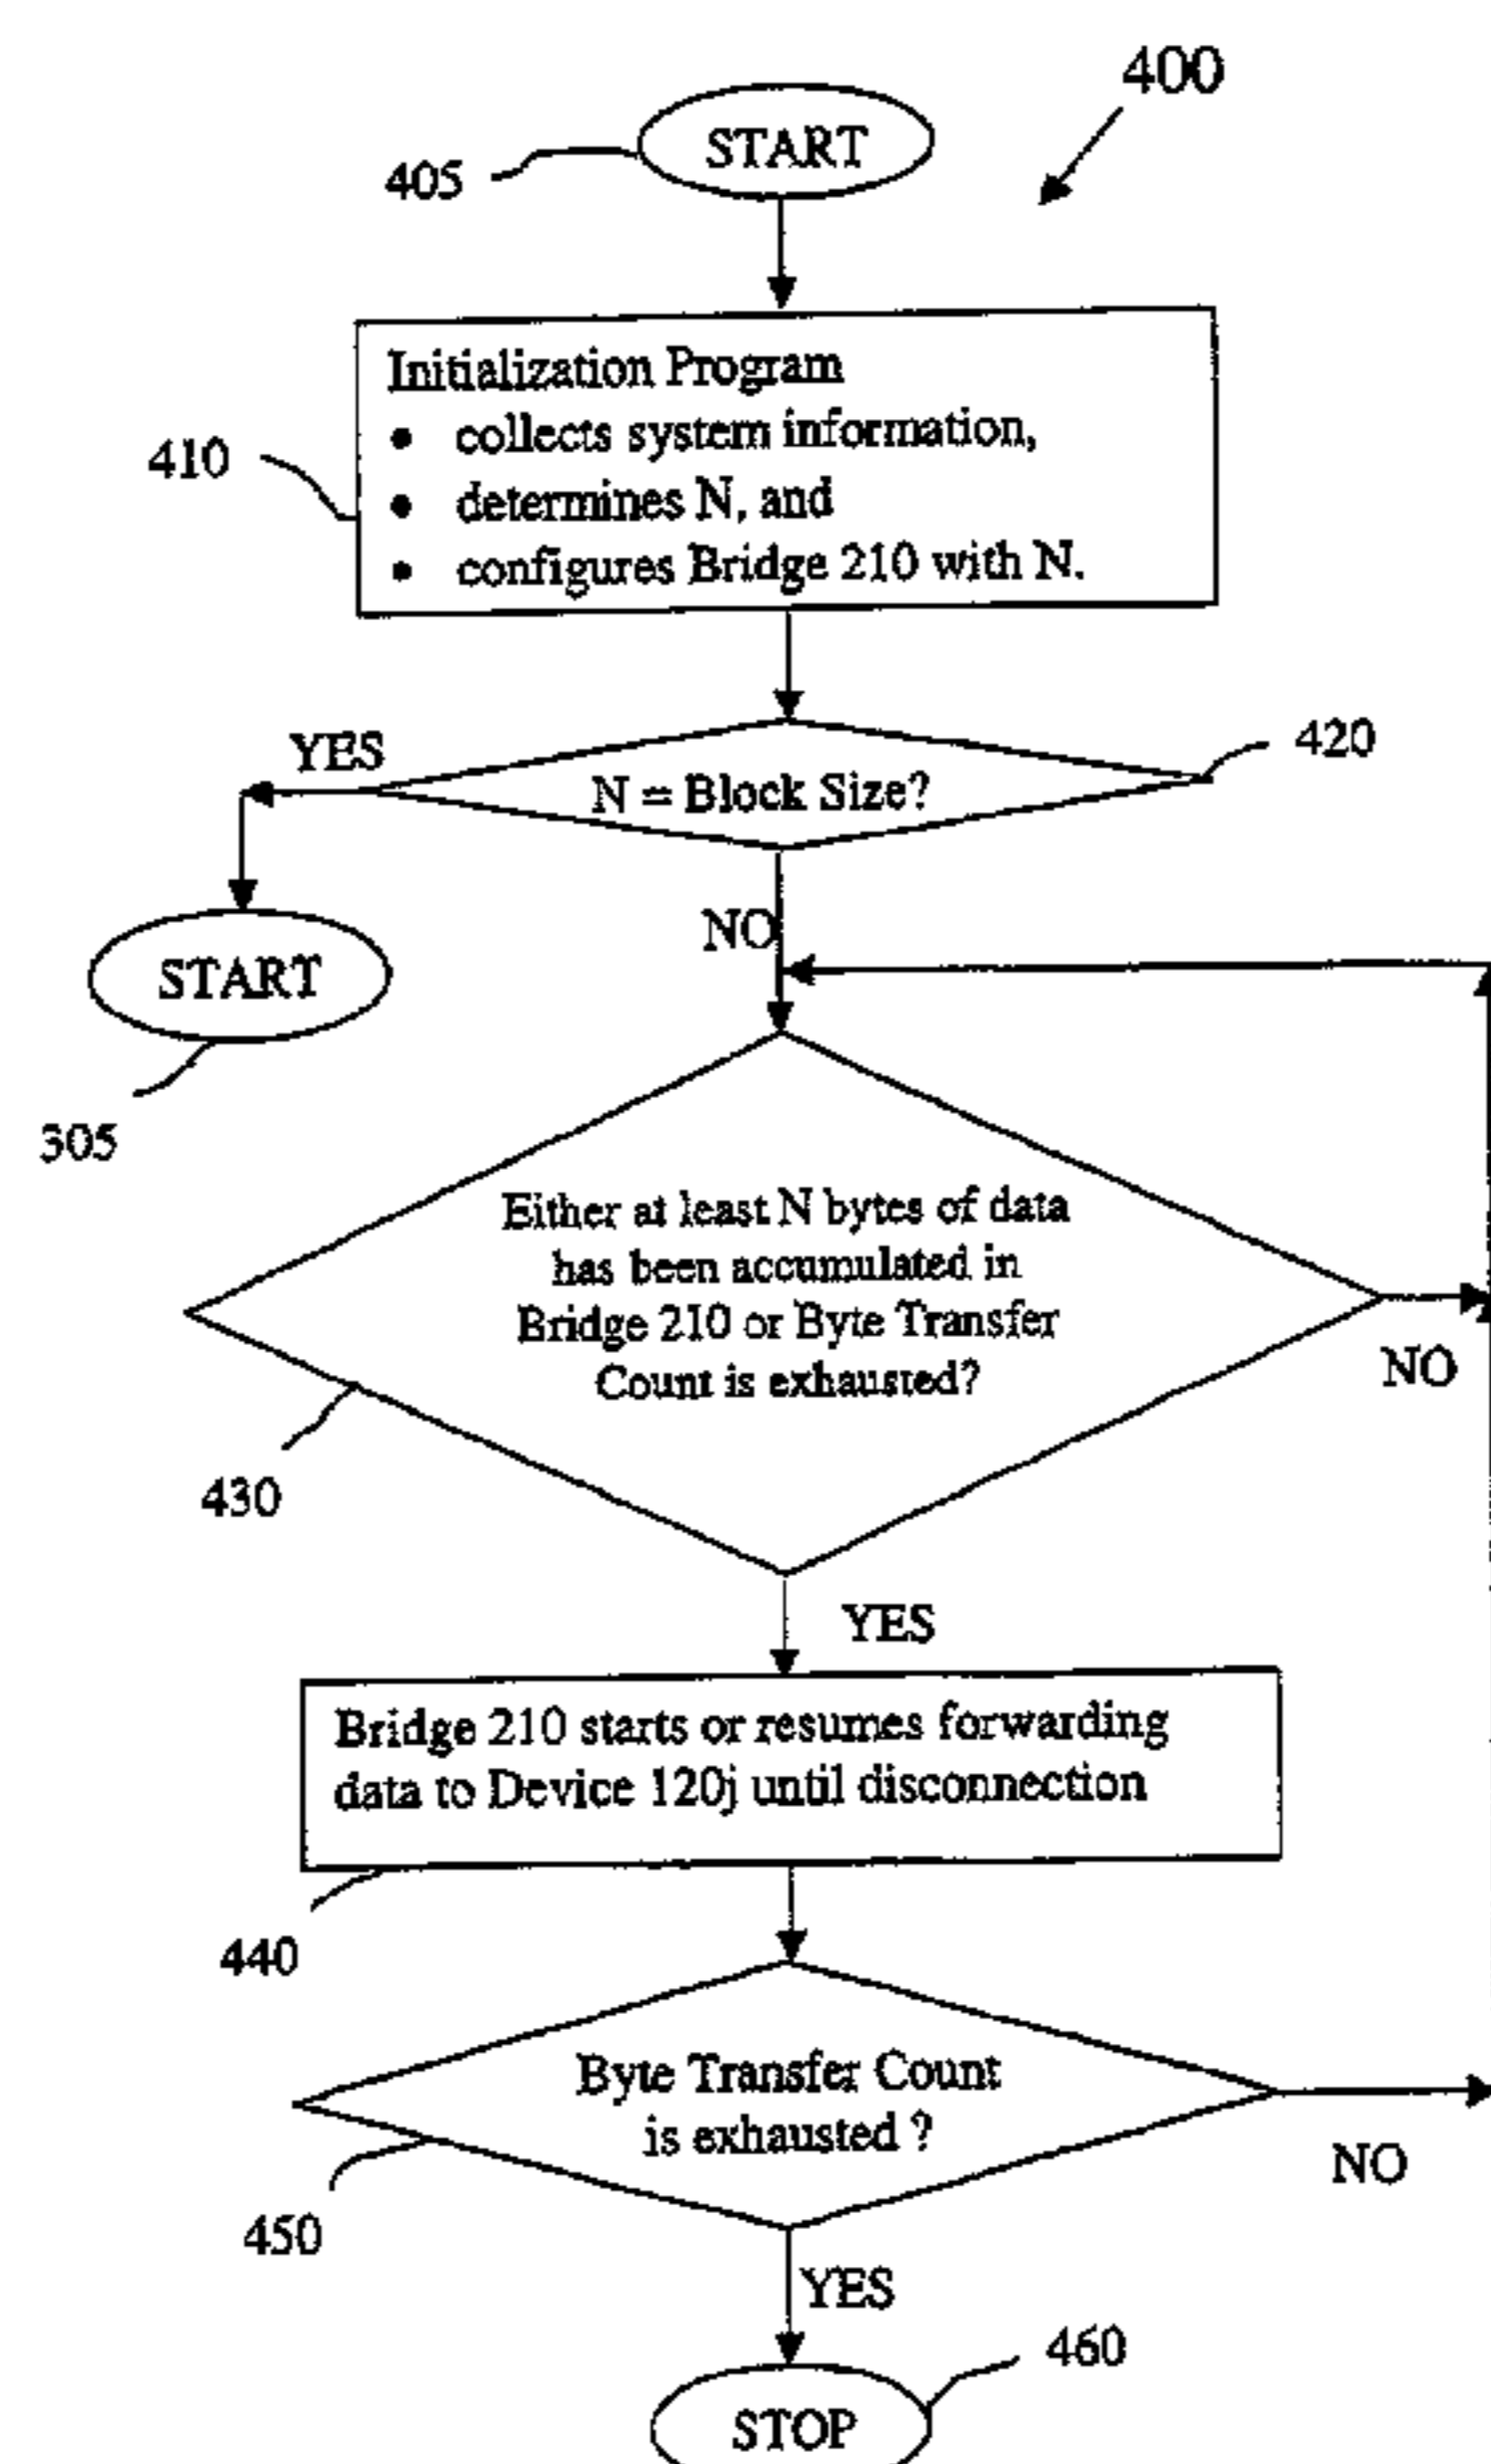 400
START
405
Initialization Program
• collects system information,
410
• determines N, and
• configures Bridge 210 with N.
420
YES
N = Block Size?
NO
START
305
Either at least N bytes of data
has been accumulated in
Bridge 210 or Byte Transfer
Count is exhausted?
NO
430
YES
Bridge 210 starts or resumes forwarding
data to Device 120j until disconnection
440
Byte Transfer Count
is exhausted ?
NO
450
YES
460
STOP